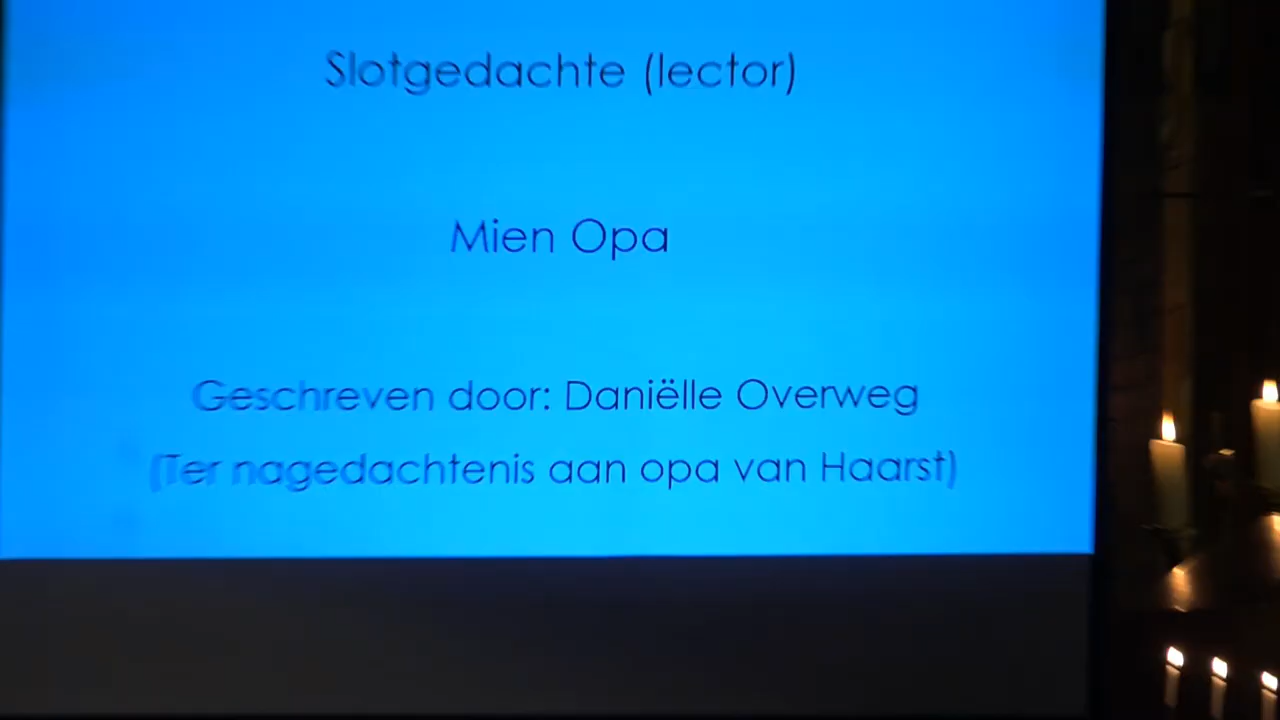 Slotgedachte (lector)
Mien Opa
Geschreven door: Daniëlle Overweg
(Ter nagedachtenis aan opa van Haarst)